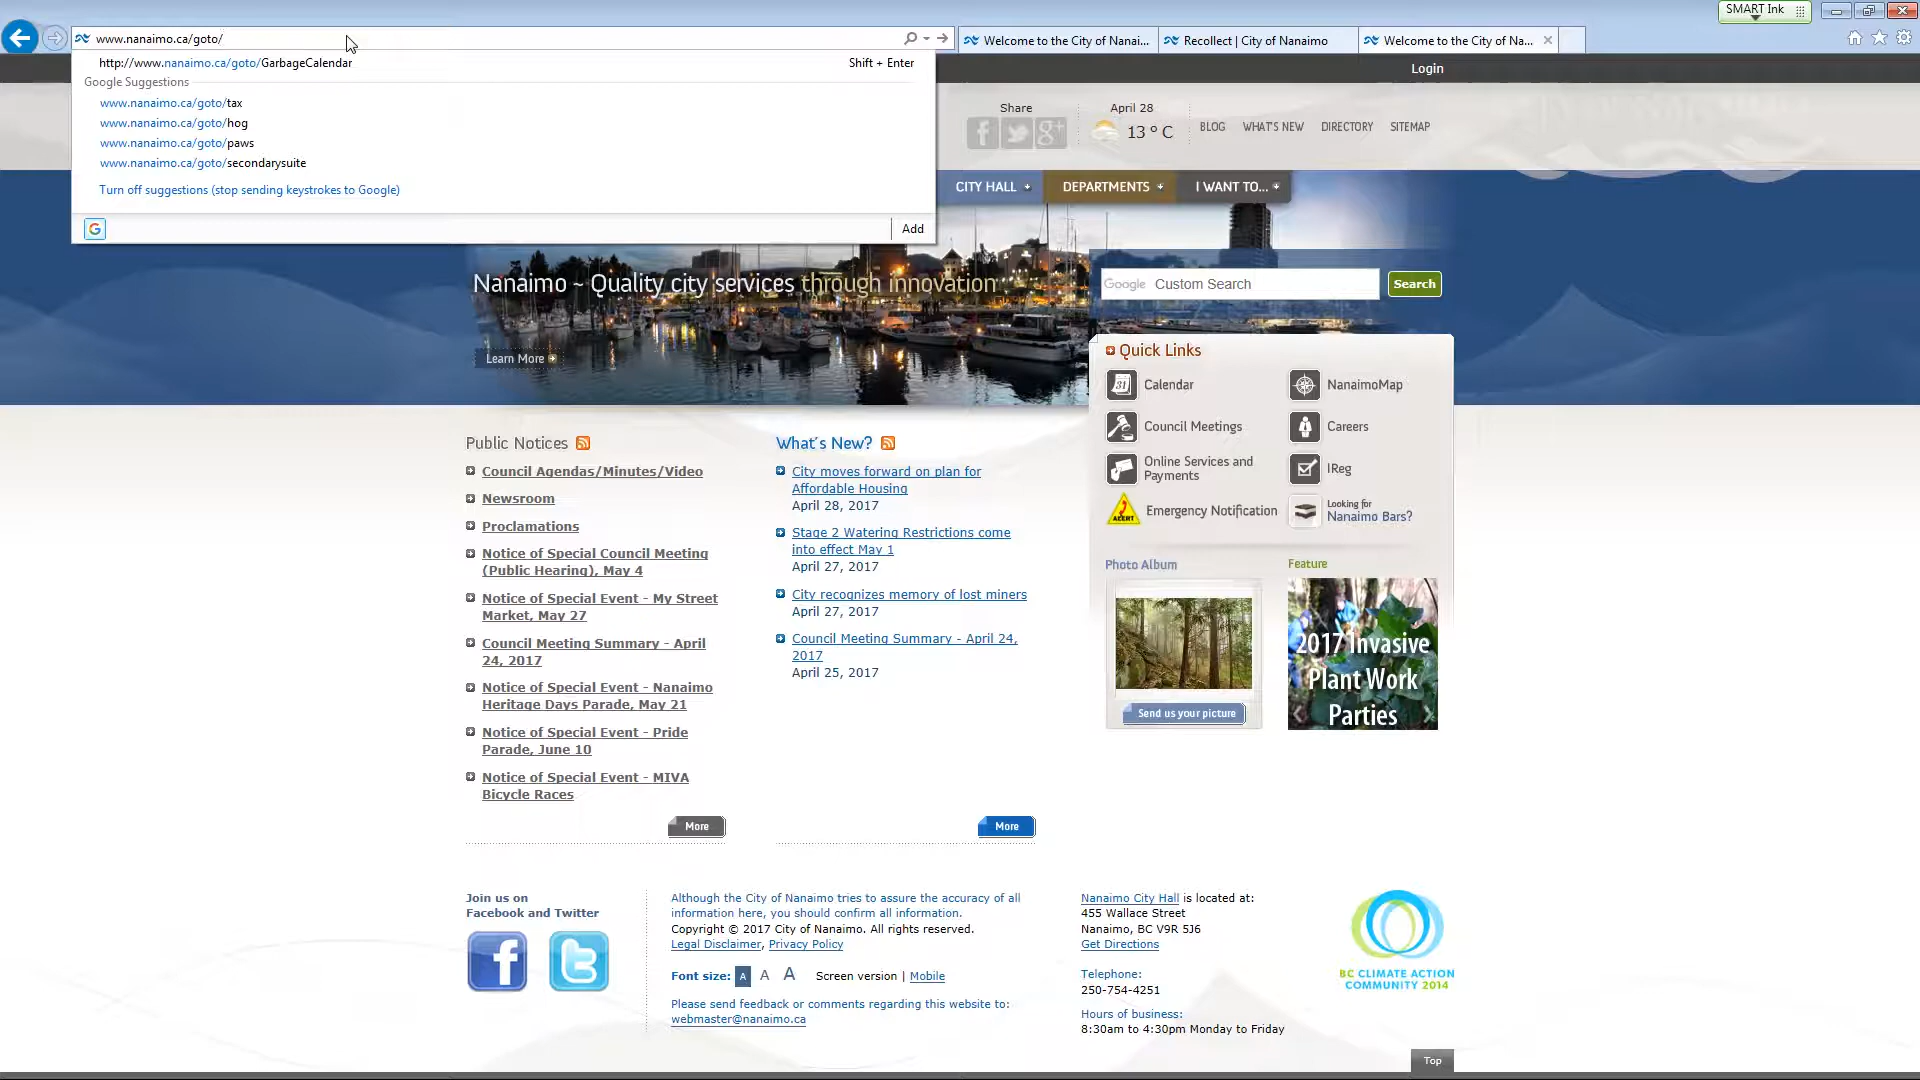 SMART Ink
www.nanaimo.ca/goto/
Welcome to the City of Nanai...
Recollect | City of Nanaimo
Welcome to the City of Na...
http://www.nanaimo.ca/goto/GarbageCalendar
Shift + Enter
Google Suggestions
www.nanaimo.ca/goto/tax
www.nanaimo.ca/goto/hog
www.nanaimo.ca/goto/paws
www.nanaimo.ca/goto/secondarysuite
Turn off suggestions (stop sending keystrokes to Google)
G
Add
Login
Share
April 28
13 ° C
BLOG
WHAT'S NEW
DIRECTORY
SITEMAP
CITY HALL
DEPARTMENTS
I WANT TO...
Nanaimo ~ Quality city services through innovation
Learn More
Google Custom Search
Search
Quick Links
Calendar
NanaimoMap
Council Meetings
Careers
Online Services and
Payments
IReg
ALERT
Emergency Notification
Looking for
Nanaimo Bars?
Photo Album
Send us your picture
Feature
2017 Invasive
Plant Work
Parties
Public Notices
Council Agendas/Minutes/Video
Newsroom
Proclamations
Notice of Special Council Meeting
(Public Hearing), May 4
Notice of Special Event - My Street
Market, May 27
Council Meeting Summary - April
24, 2017
Notice of Special Event - Nanaimo
Heritage Days Parade, May 21
Notice of Special Event - Pride
Parade, June 10
Notice of Special Event - MIVA
Bicycle Races
More
What's New?
City moves forward on plan for
Affordable Housing
April 28, 2017
Stage 2 Watering Restrictions come
into effect May 1
April 27, 2017
City recognizes memory of lost miners
April 27, 2017
Council Meeting Summary - April 24,
2017
April 25, 2017
More
Join us on
Facebook and Twitter
Although the City of Nanaimo tries to assure the accuracy of all
information here, you should confirm all information.
Copyright © 2017 City of Nanaimo. All rights reserved.
Legal Disclaimer, Privacy Policy
Font size: A A A Screen version | Mobile
Please send feedback or comments regarding this website to:
webmaster@nanaimo.ca
Nanaimo City Hall is located at:
455 Wallace Street
Nanaimo, BC V9R 5J6
Get Directions
Telephone:
250-754-4251
Hours of business:
8:30am to 4:30pm Monday to Friday
BC CLIMATE ACTION
COMMUNITY 2014
Top